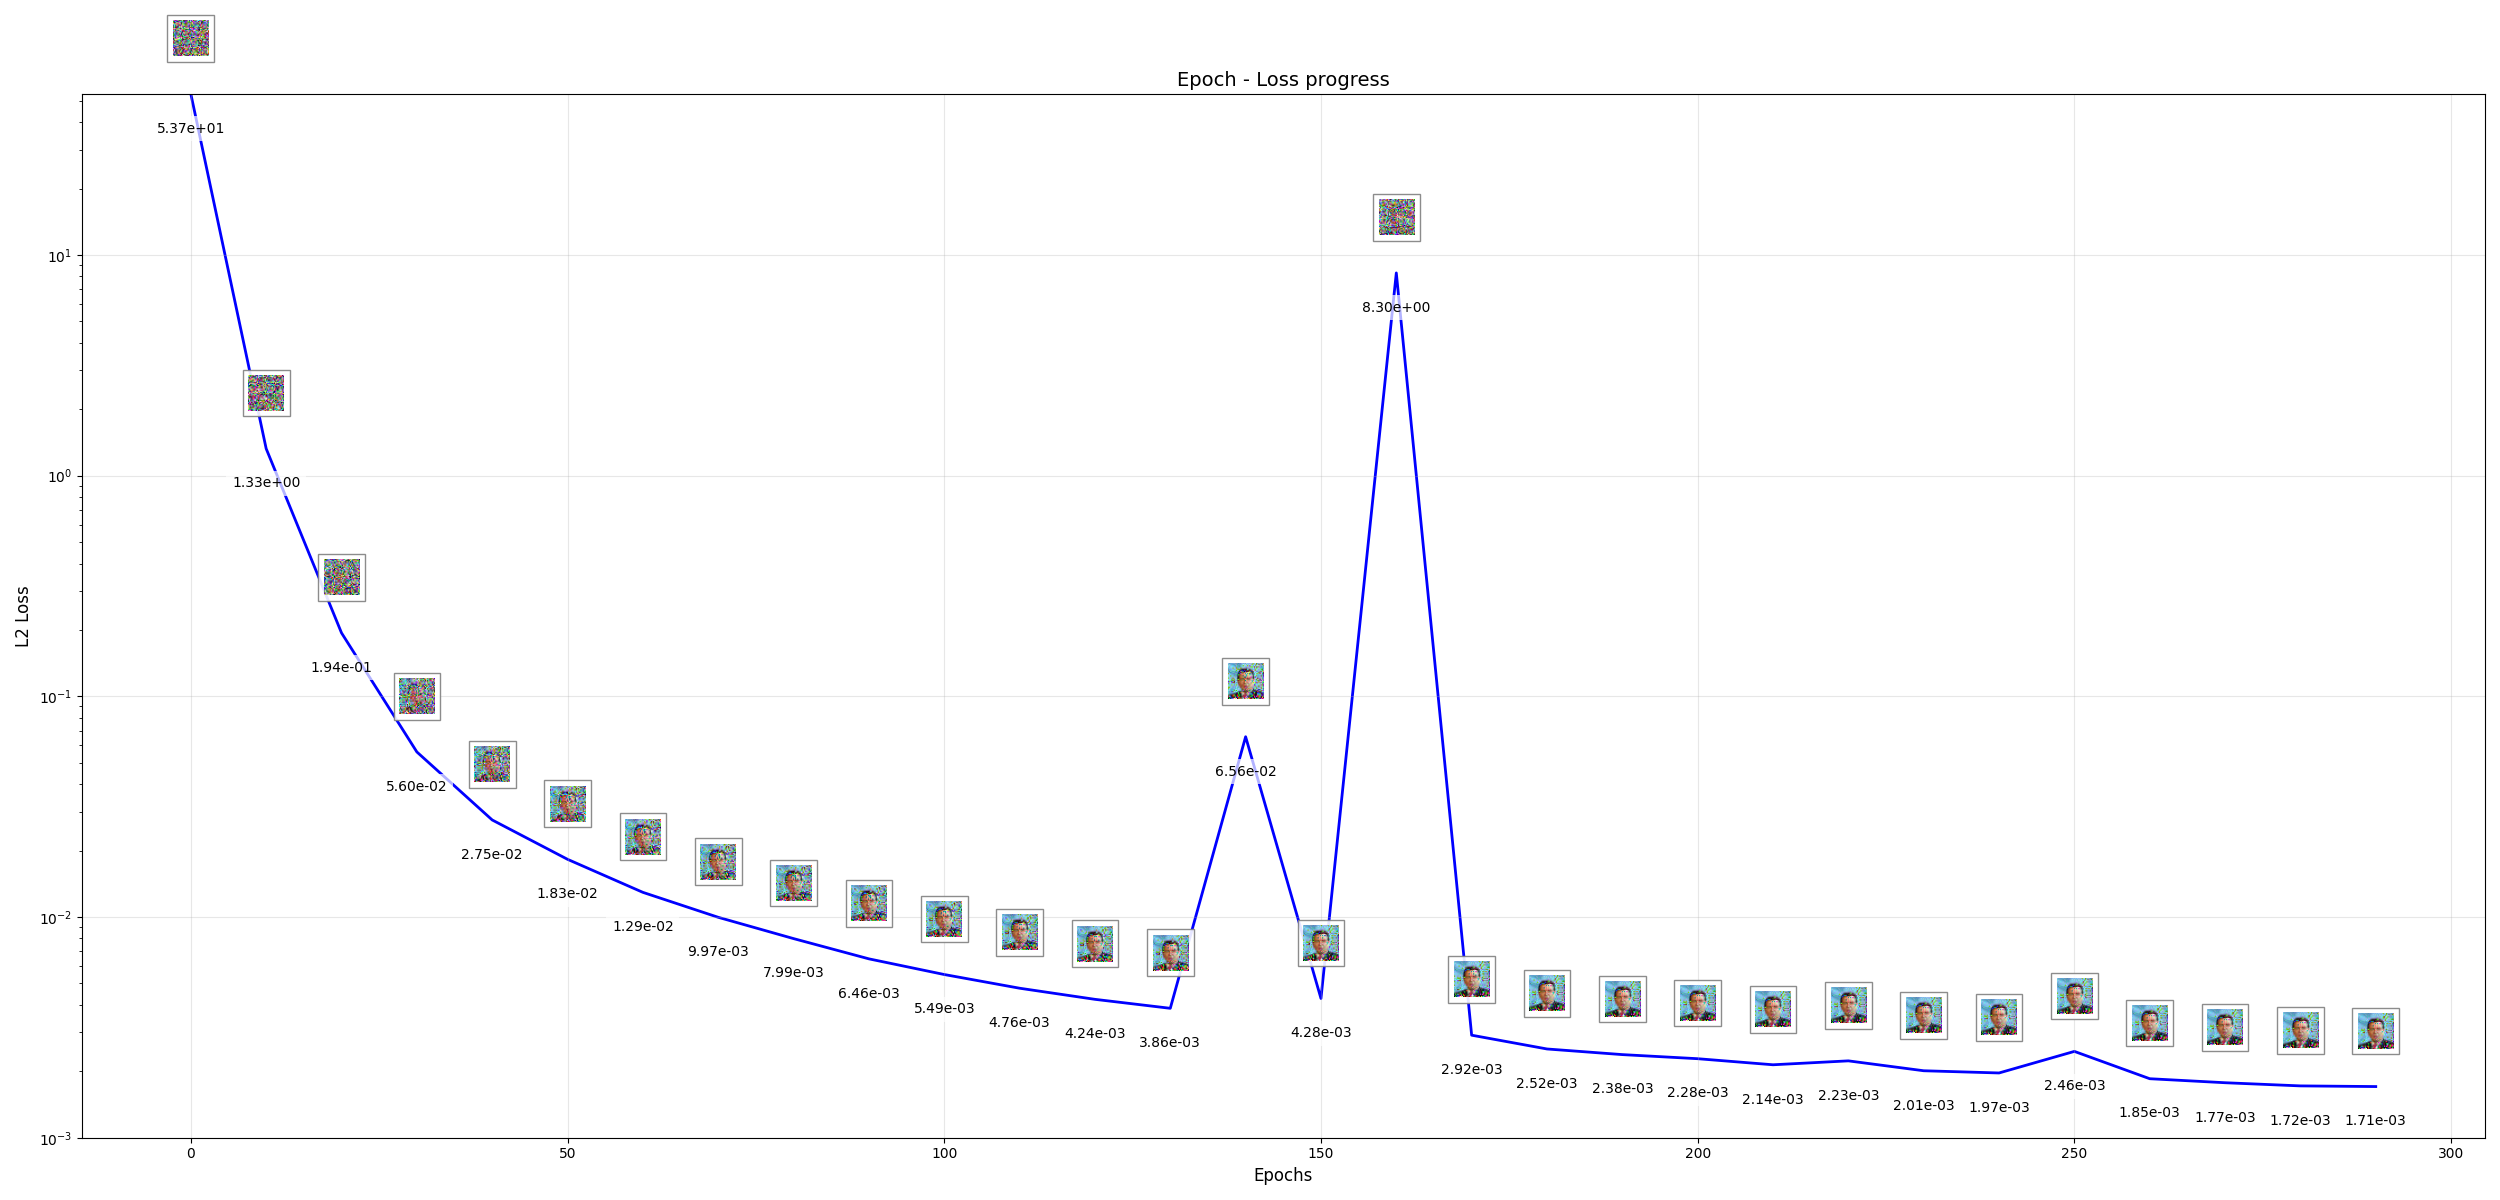 Epoch - Loss progress
L2 Loss
10¹
10⁰
10⁻¹
10⁻²
10⁻³
5.37e+01
1.33e+00
1.94e-01
5.60e-02
2.75e-02
1.83e-02
1.29e-02
9.97e-03
7.99e-03
6.46e-03
5.49e-03
4.76e-03
4.24e-03
3.86e-03
6.56e-02
4.28e-03
8.30e+00
2.92e-03
2.52e-03
2.38e-03
2.28e-03
2.14e-03
2.23e-03
2.01e-03
1.97e-03
2.46e-03
1.85e-03
1.77e-03
1.72e-03
1.71e-03
0 50 100 150 200 250 300
Epochs